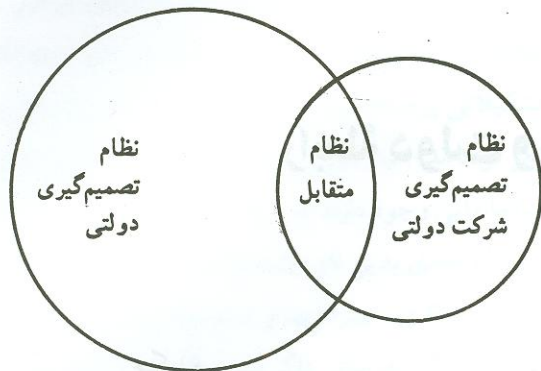 نظام
تصمیم‌گیری
شرکت دولتی
نظام
متقابل
نظام
تصمیم‌گیری
دولتی